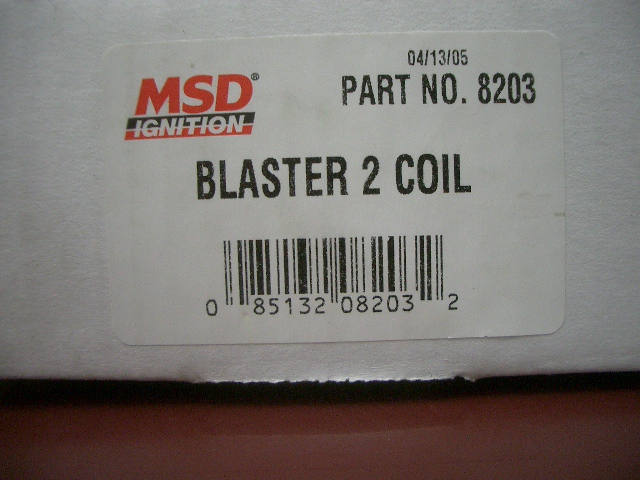 04/13/05
MSD®
IGNITION
PART NO. 8203
BLASTER 2 COIL
0 85132 08203 2